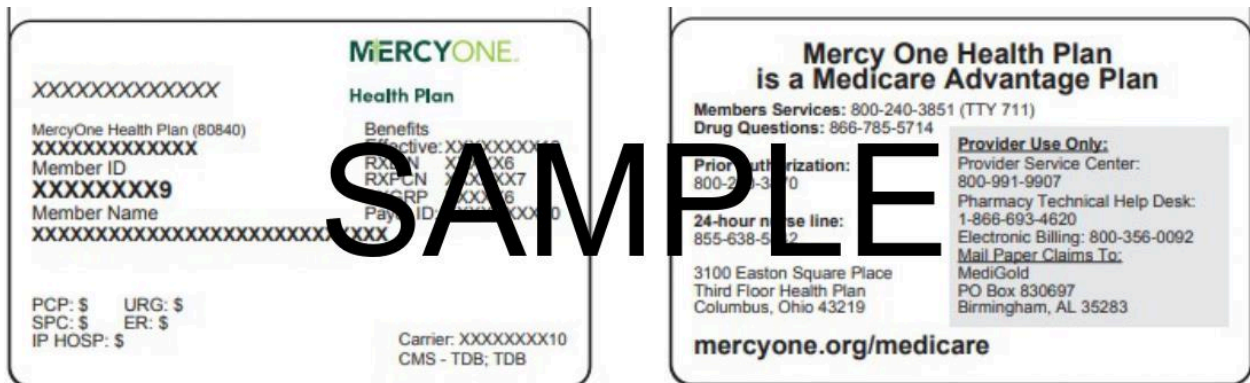 MERCYONE
Health Plan
XXXXXXXXXXXXX
MercyOne Health Plan (80840)
XXXXXXXXXXXXX
Member ID
XXXXXXXX9
Member Name
XXXXXXXXXXXXXXXXXXXXXXXXXXXX
Benefits
Effective:
PCP: $ URG: $
SPC: $ ER: $
IP HOSP: $
Carrier: XXXXXXXX10
CMS - TDB; TDB
SAMPLE
Mercy One Health Plan
is a Medicare Advantage Plan
Members Services: 800-240-3851 (TTY 711)
Drug Questions: 866-785-5714
Prior
24-hour nurse line:
3100 Easton Square Place
Third Floor Health Plan
Columbus, Ohio 43219
Provider Use Only:
Provider Service Center:
800-991-9907
Pharmacy Technical Help Desk:
1-866-693-4620
Electronic Billing: 800-356-0092
Mail Paper Claims To:
MediGold
PO Box 830697
Birmingham, AL 35283
mercyone.org/medicare